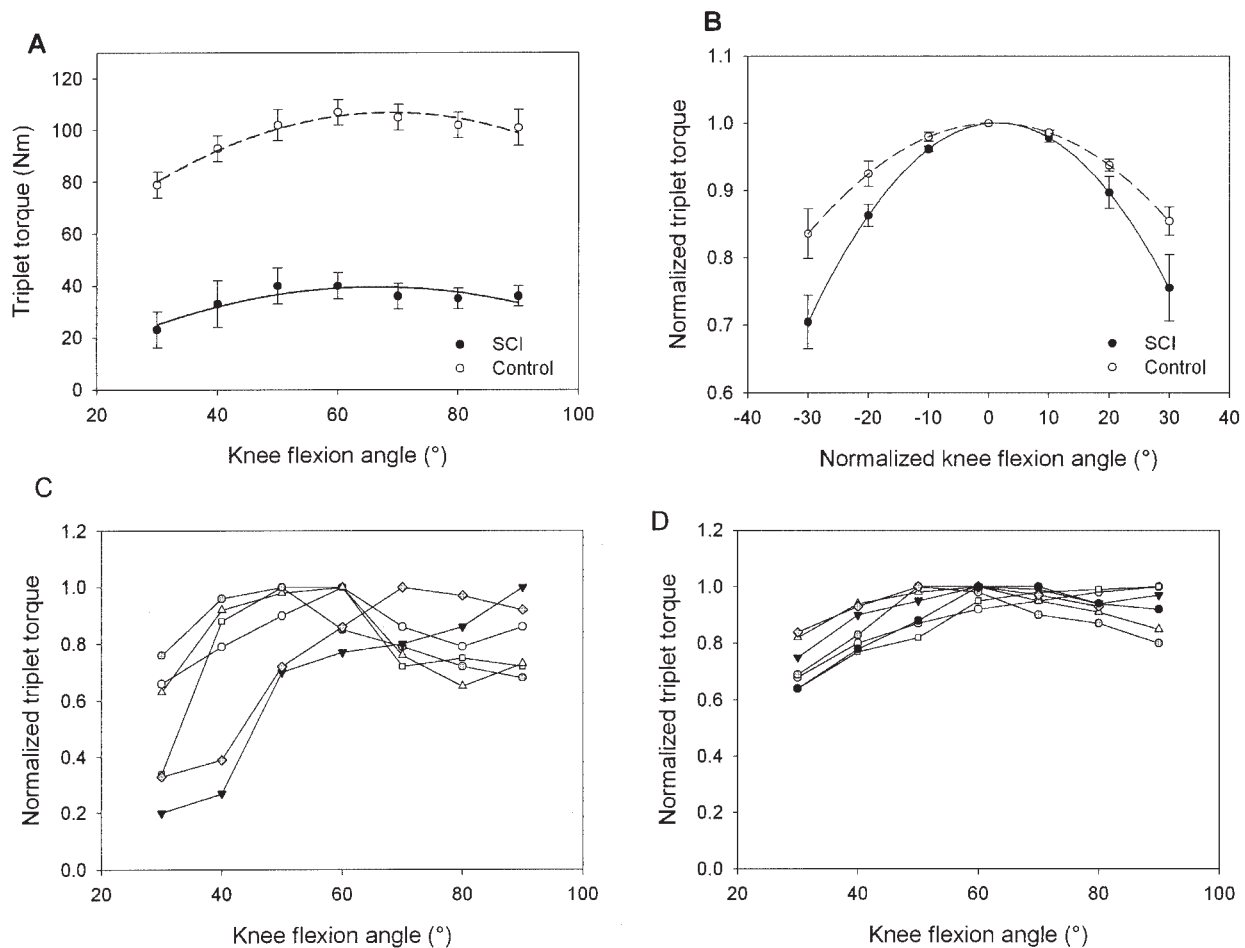 A
Triplet torque (Nm)
120
100
80
60
40
20
0
SCI
Control
20 40 60 80 100
Knee flexion angle (°)
B
Normalized triplet torque
1.1
1.0
0.9
0.8
0.7
0.6
SCI
Control
-40 -30 -20 -10 0 10 20 30 40
Normalized knee flexion angle (°)
C
Normalized triplet torque
1.2
1.0
0.8
0.6
0.4
0.2
0.0
20 40 60 80 100
Knee flexion angle (°)
D
Normalized triplet torque
1.2
1.0
0.8
0.6
0.4
0.2
0.0
20 40 60 80 100
Knee flexion angle (°)